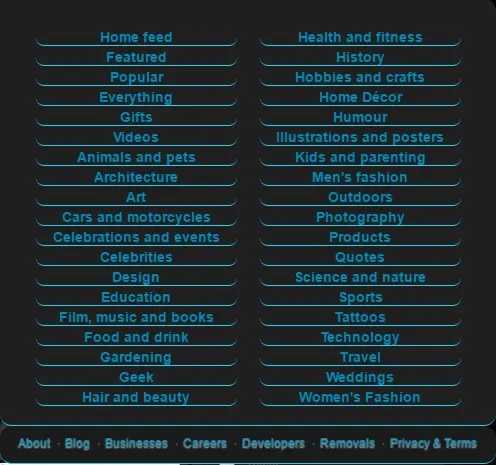 Home feed
Featured
Popular
Everything
Gifts
Videos
Animals and pets
Architecture
Art
Cars and motorcycles
Celebrations and events
Celebrities
Design
Education
Film, music and books
Food and drink
Gardening
Geek
Hair and beauty
Health and fitness
History
Hobbies and crafts
Home Décor
Humour
Illustrations and posters
Kids and parenting
Men's fashion
Outdoors
Photography
Products
Quotes
Science and nature
Sports
Tattoos
Technology
Travel
Weddings
Women's Fashion
About · Blog · Businesses · Careers · Developers · Removals · Privacy & Terms